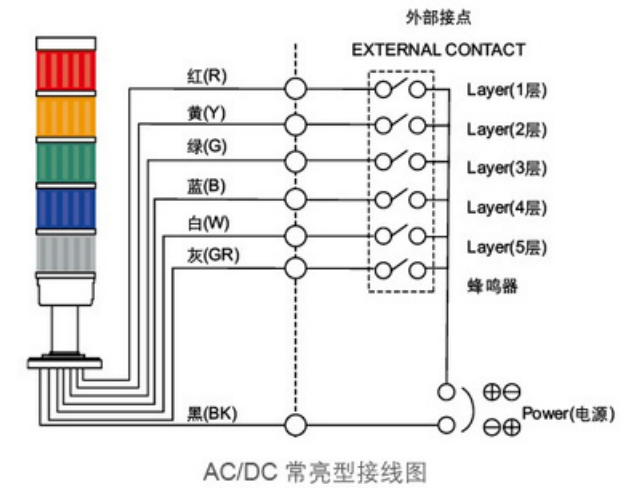 外部接点
EXTERNAL CONTACT
红(R)
Layer(1层)
黄(Y)
Layer(2层)
绿(G)
Layer(3层)
蓝(B)
Layer(4层)
白(W)
Layer(5层)
灰(GR)
蜂鸣器
黑(BK)
⊕⊖
Power(电源)
⊖⊕
AC/DC 常亮型接线图